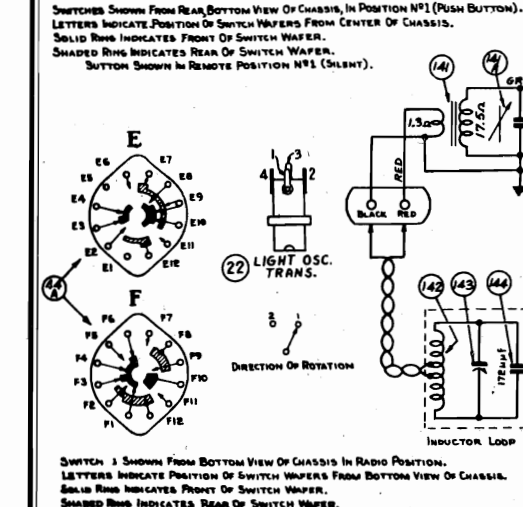 SWITCHES SHOWN FROM REAR, BOTTOM VIEW OF CHASSIS, IN POSITION Nº1 (PUSH BUTTON).
LETTERS INDICATE POSITION OF SWITCH WAFERS FROM CENTER OF CHASSIS.
SOLID RING INDICATES FRONT OF SWITCH WAFER.
SHADED RING INDICATES REAR OF SWITCH WAFER.
BUTTON SHOWN IN REMOTE POSITION Nº1 (SILENT).
141
141A
GR
1.3Ω
17.5Ω
RED
E
E6 E7
E5 E8
E4 E9
E3 E10
E2 E11
E1 E12
1 3
4 2
BLACK RED
22 LIGHT OSC.
TRANS.
44A
F
F6 F7
F5 F8
F4 F9
F3 F10
F2 F11
F1 F12
2 1
DIRECTION OF ROTATION
142 143 144
172μμf
INDUCTOR LOOP
SWITCH 3 SHOWN FROM BOTTOM VIEW OF CHASSIS IN RADIO POSITION.
LETTERS INDICATE POSITION OF SWITCH WAFERS FROM BOTTOM VIEW OF CHASSIS.
SOLID RING INDICATES FRONT OF SWITCH WAFER.
SHADED RING INDICATES REAR OF SWITCH WAFER.